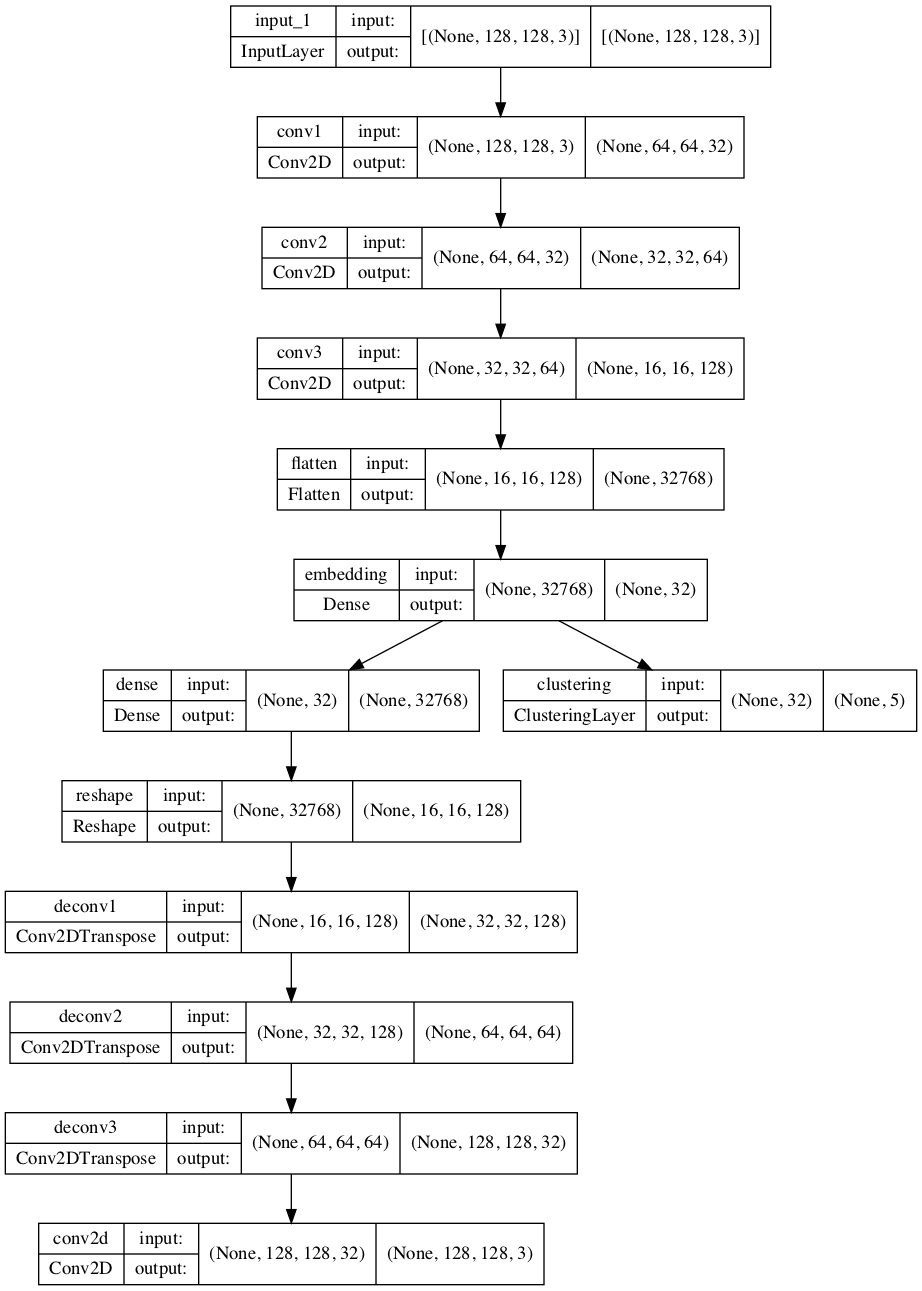 input_1 input: [(None, 128, 128, 3)] [(None, 128, 128, 3)]
InputLayer output:
conv1 input: (None, 128, 128, 3) (None, 64, 64, 32)
Conv2D output:
conv2 input: (None, 64, 64, 32) (None, 32, 32, 64)
Conv2D output:
conv3 input: (None, 32, 32, 64) (None, 16, 16, 128)
Conv2D output:
flatten input: (None, 16, 16, 128) (None, 32768)
Flatten output:
embedding input: (None, 32768) (None, 32)
Dense output:
dense input: (None, 32) (None, 32768)
Dense output:
clustering input: (None, 32) (None, 5)
ClusteringLayer output:
reshape input: (None, 32768) (None, 16, 16, 128)
Reshape output:
deconv1 input: (None, 16, 16, 128) (None, 32, 32, 128)
Conv2DTranspose output:
deconv2 input: (None, 32, 32, 128) (None, 64, 64, 64)
Conv2DTranspose output:
deconv3 input: (None, 64, 64, 64) (None, 128, 128, 32)
Conv2DTranspose output:
conv2d input: (None, 128, 128, 32) (None, 128, 128, 3)
Conv2D output: